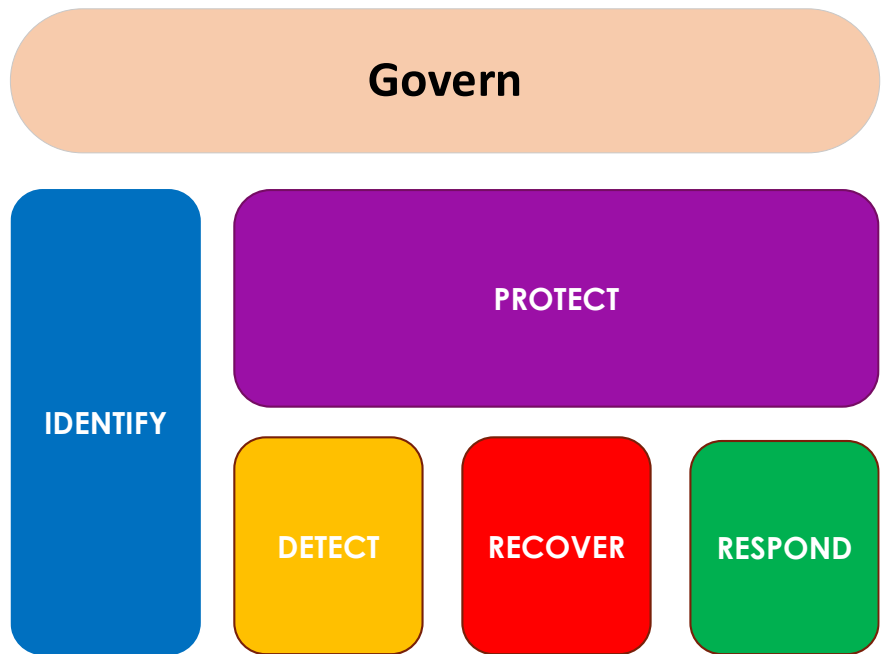 Govern
PROTECT
IDENTIFY
DETECT
RECOVER
RESPOND